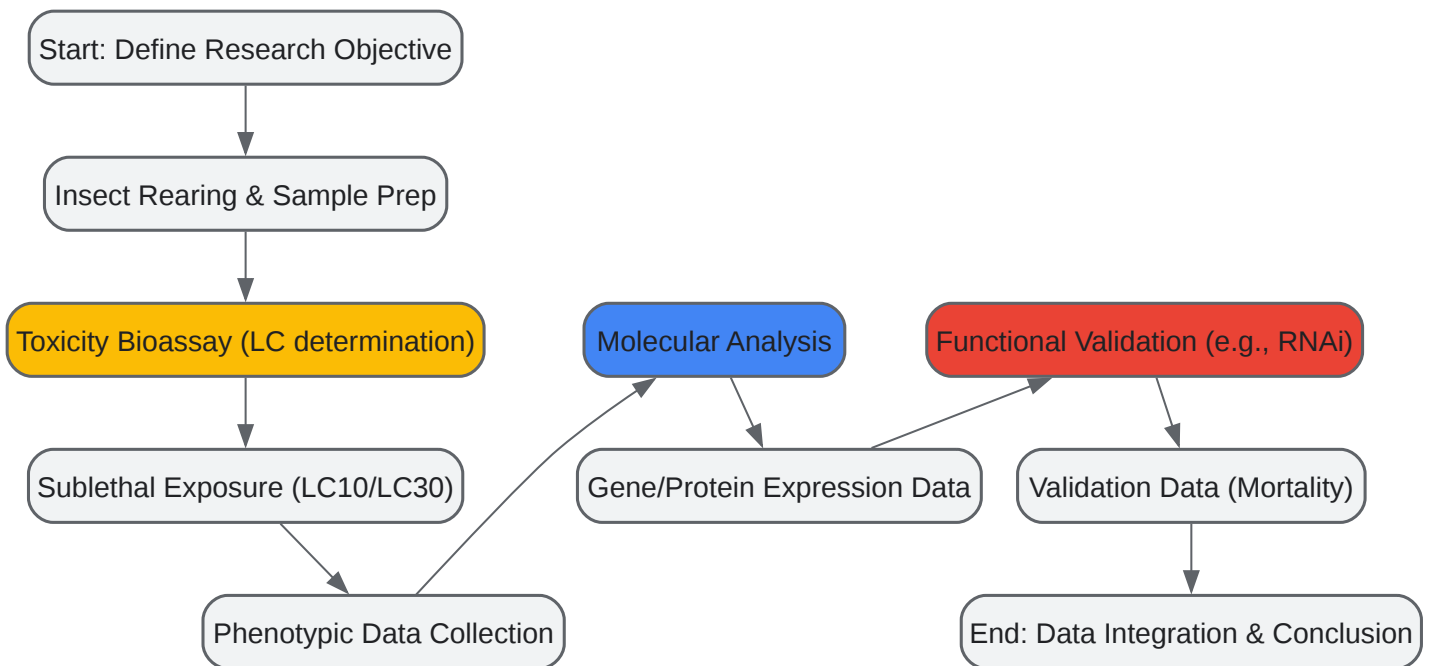 Start: Define Research Objective
Insect Rearing & Sample Prep
Toxicity Bioassay (LC determination)
Sublethal Exposure (LC10/LC30)
Phenotypic Data Collection
Molecular Analysis
Gene/Protein Expression Data
Functional Validation (e.g., RNAi)
Validation Data (Mortality)
End: Data Integration & Conclusion